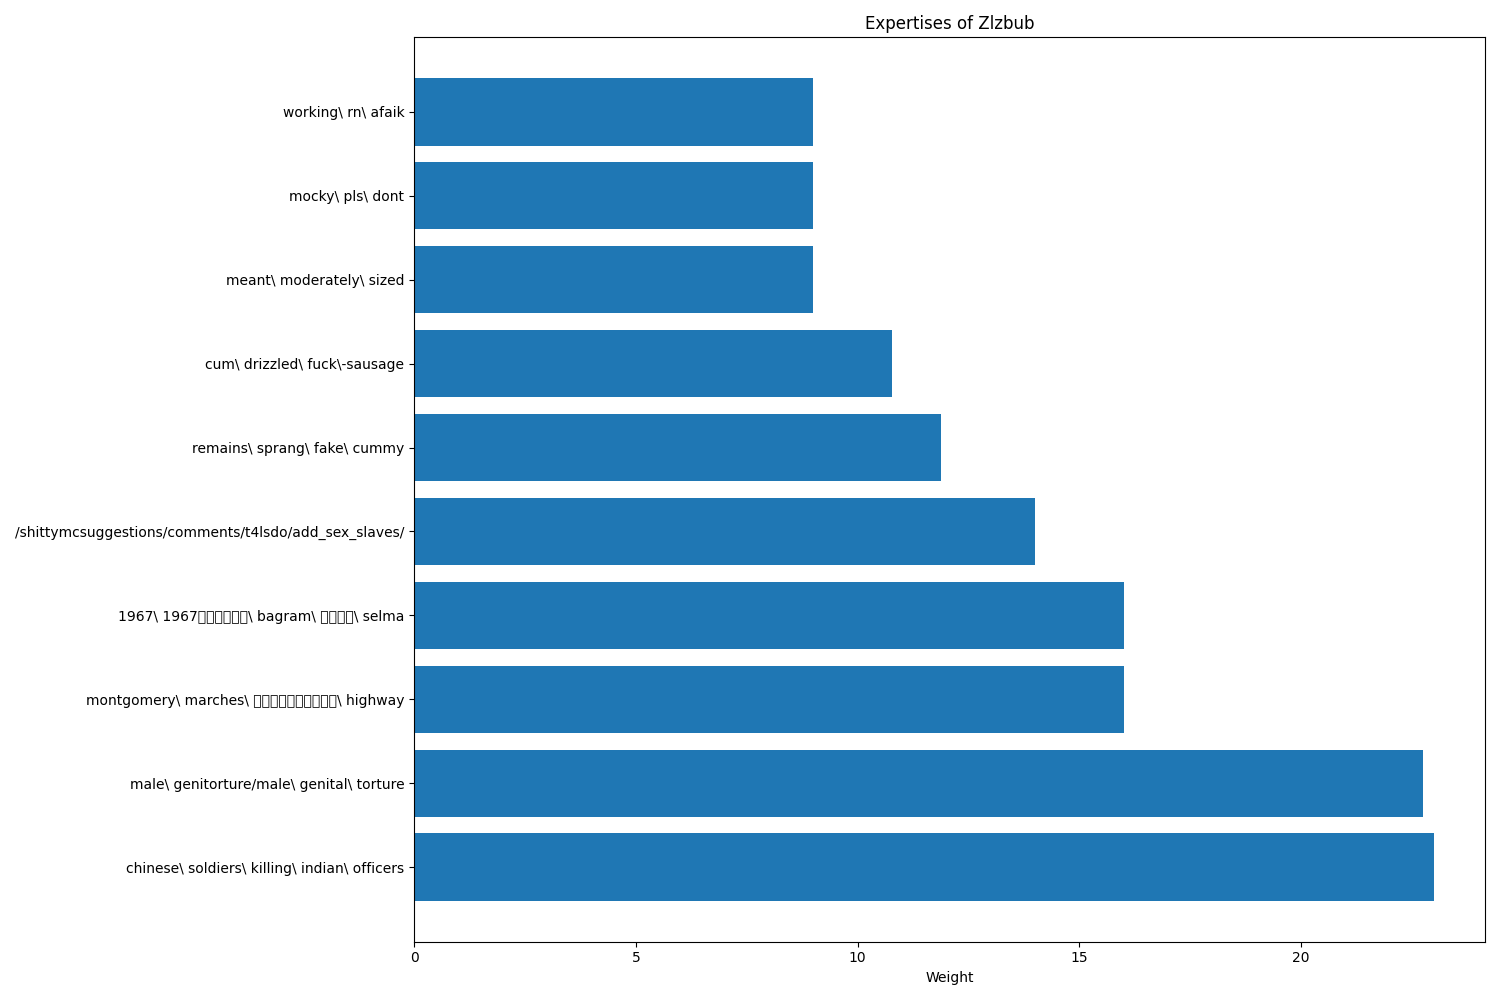 Expertises of Zlzbub
working\ rn\ afaik
mocky\ pls\ dont
meant\ moderately\ sized
cum\ drizzled\ fuck\-sausage
remains\ sprang\ fake\ cummy
/shittymcsuggestions/comments/t4lsdo/add_sex_slaves/
1967\ 1967\ bagram\ \ selma
montgomery\ marches\ \ highway
male\ genitorture/male\ genital\ torture
chinese\ soldiers\ killing\ indian\ officers
0 5 10 15 20
Weight